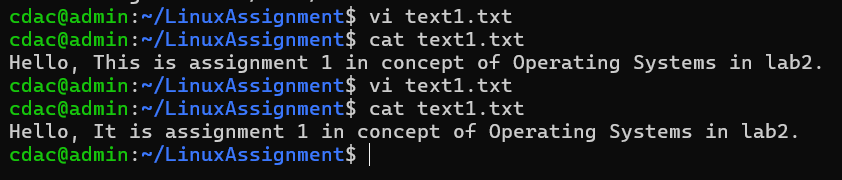 cdac@admin:~/LinuxAssignment$ vi text1.txt
cdac@admin:~/LinuxAssignment$ cat text1.txt
Hello, This is assignment 1 in concept of Operating Systems in lab2.
cdac@admin:~/LinuxAssignment$ vi text1.txt
cdac@admin:~/LinuxAssignment$ cat text1.txt
Hello, It is assignment 1 in concept of Operating Systems in lab2.
cdac@admin:~/LinuxAssignment$